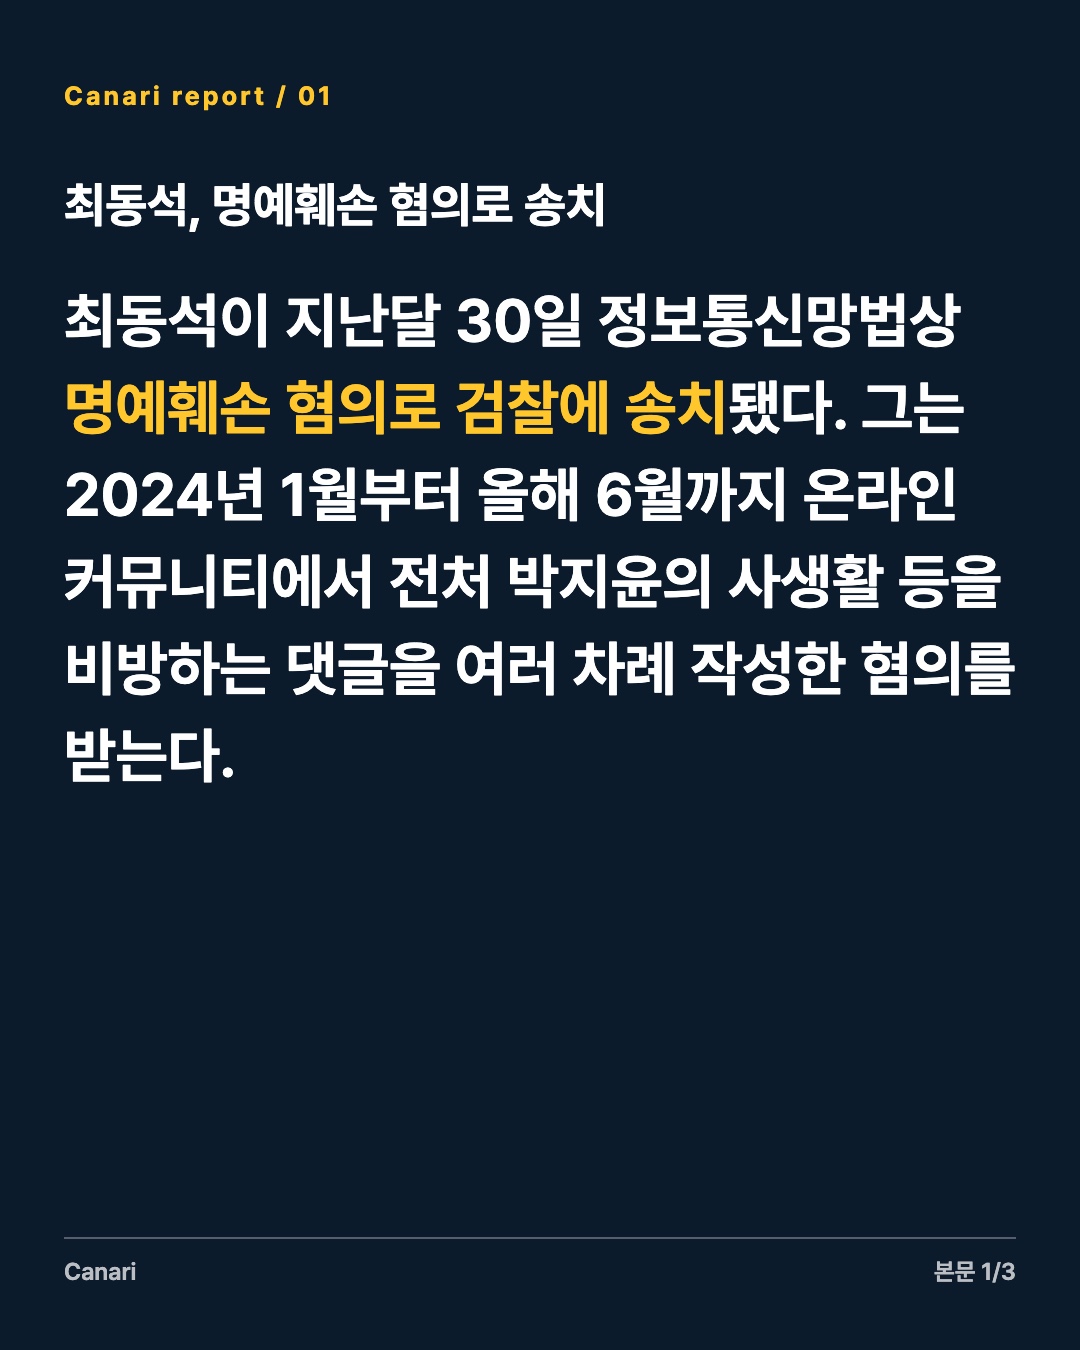 Canari report / 01
최동석, 명예훼손 혐의로 송치
최동석이 지난달 30일 정보통신망법상
명예훼손 혐의로 검찰에 송치됐다. 그는
2024년 1월부터 올해 6월까지 온라인
커뮤니티에서 전처 박지윤의 사생활 등을
비방하는 댓글을 여러 차례 작성한 혐의를
받는다.
Canari
본문 1/3